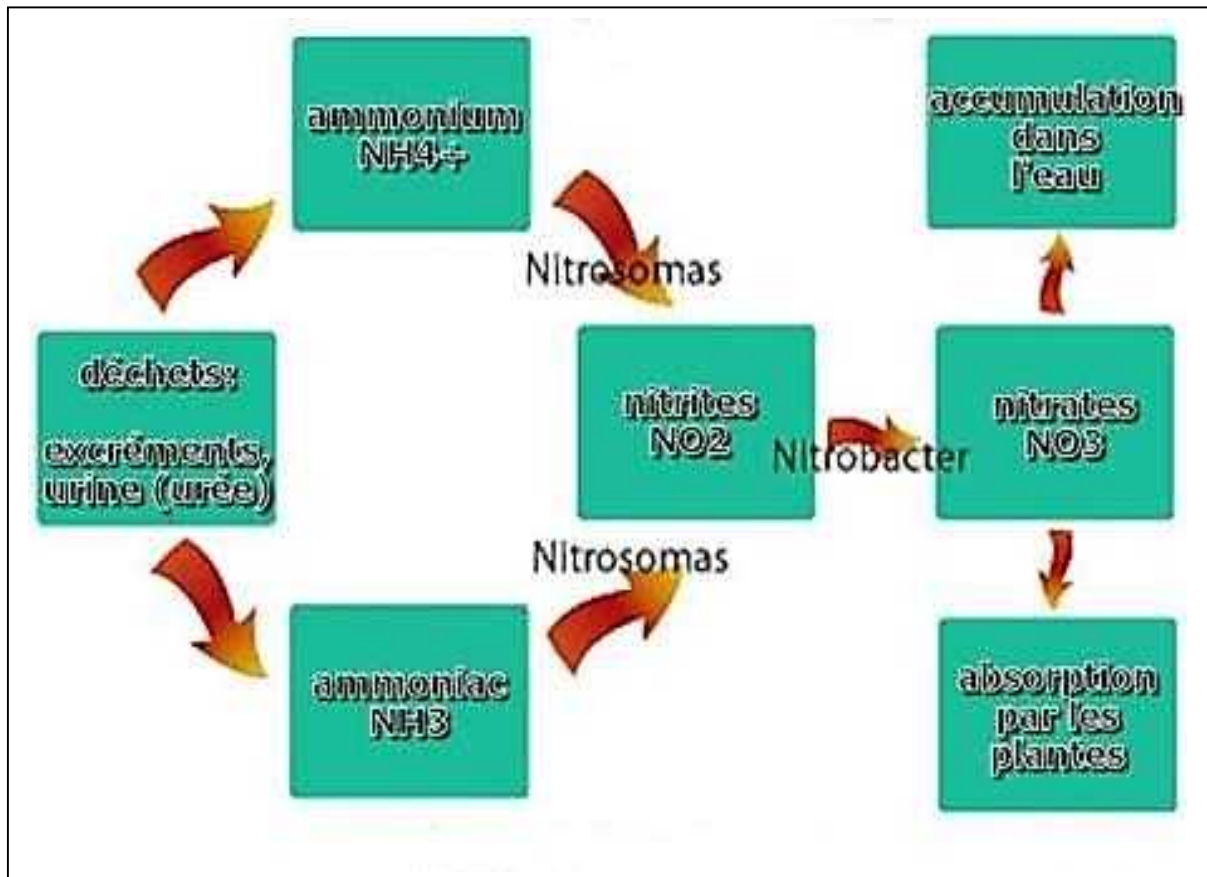 ammonium
NH4+
accumulation
dans
l'eau
Nitrosomas
déchets;
excréments,
urine (urée)
nitrites
NO2
Nitrobacter
nitrates
NO3
Nitrosomas
ammoniac
NH3
absorption
par les
plantes